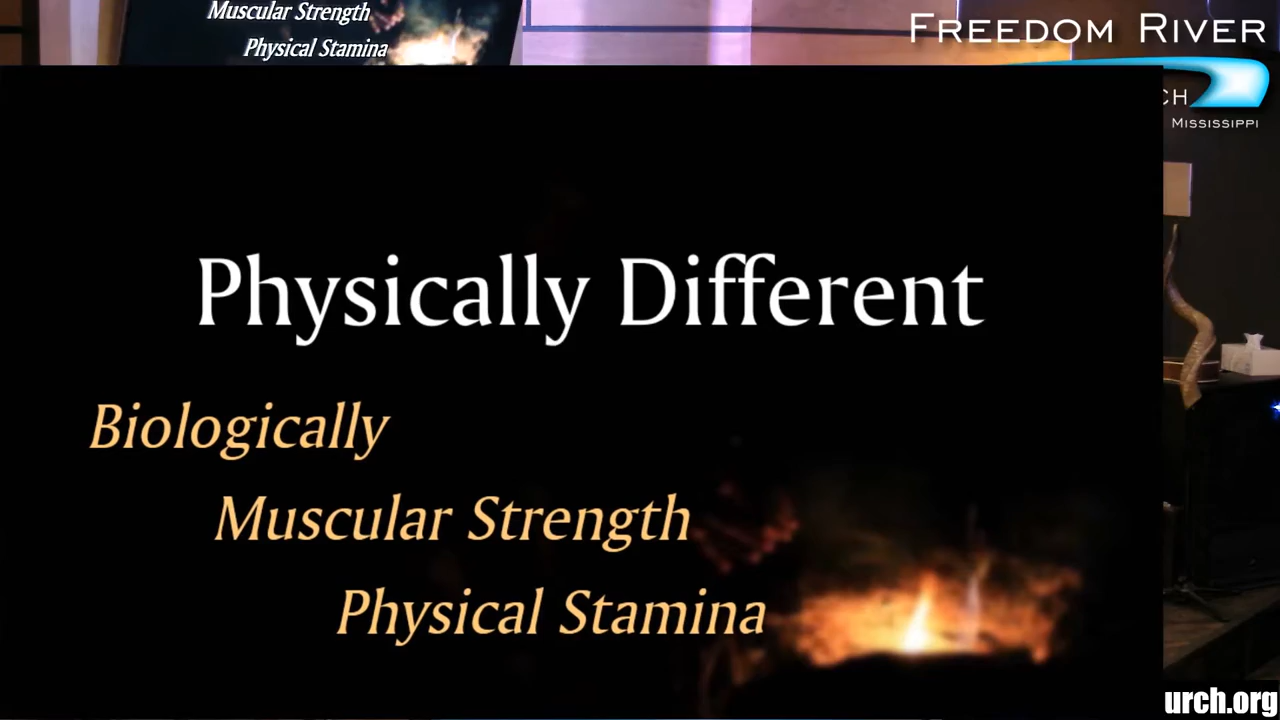 Muscular Strength
Physical Stamina
FREEDOM RIVER
CH
MISSISSIPPI
Physically Different
Biologically
Muscular Strength
Physical Stamina
urch.org